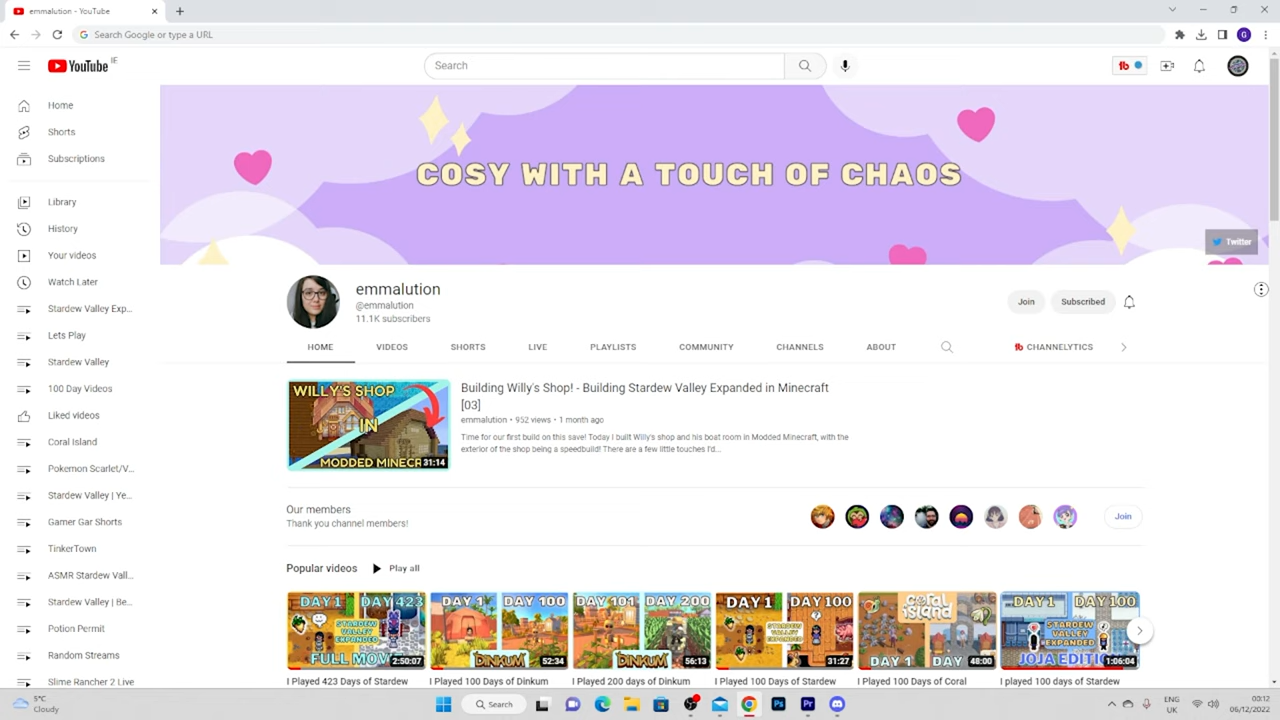 emmalution - YouTube
Search Google or type a URL
G
YouTube IE
Search
Home
Shorts
Subscriptions
Library
History
Your videos
Watch Later
Stardew Valley Exp...
Lets Play
Stardew Valley
100 Day Videos
Liked videos
Coral Island
Pokemon Scarlet/V...
Stardew Valley | Ye...
Gamer Gar Shorts
TinkerTown
ASMR Stardew Vall...
Stardew Valley | Be...
Potion Permit
Random Streams
Slime Rancher 2 Live
COSY WITH A TOUCH OF CHAOS
Twitter
emmalution
@emmalution
11.1K subscribers
Join
Subscribed
HOME VIDEOS SHORTS LIVE PLAYLISTS COMMUNITY CHANNELS ABOUT CHANNELYTICS
WILLY'S SHOP
IN
MODDED MINECR
31:14
Building Willy's Shop! - Building Stardew Valley Expanded in Minecraft
[03]
emmalution • 952 views • 1 month ago
Time for our first build on this save! Today I built Willy's shop and his boat room in Modded Minecraft, with the
exterior of the shop being a speedbuild! There are a few little touches I'd...
Our members
Thank you channel members!
Join
Popular videos Play all
DAY 1 DAY 423
STARDEW
VALLEY
EXPANDED
FULL MOV
2:50:07
DAY 1 DAY 100
DINKUM
52:34
DAY 101 DAY 200
DINKUM
56:13
DAY 1 DAY 100
STARDEW
VALLEY
EXPANDED
31:27
Coral
ISLAND
DAY 1 DAY
48:00
DAY 1 DAY 100
STARDEW
VALLEY
EXPANDED
JOJA EDITIO
1:06:04
I Played 423 Days of Stardew
I Played 100 Days of Dinkum
I Played 200 days of Dinkum
I Played 100 Days of Stardew
I Played 100 Days of Coral
I Played 100 Days of Stardew
5°C
Cloudy
Search
Ps
Pr
ENG
UK
00:12
06/12/2022